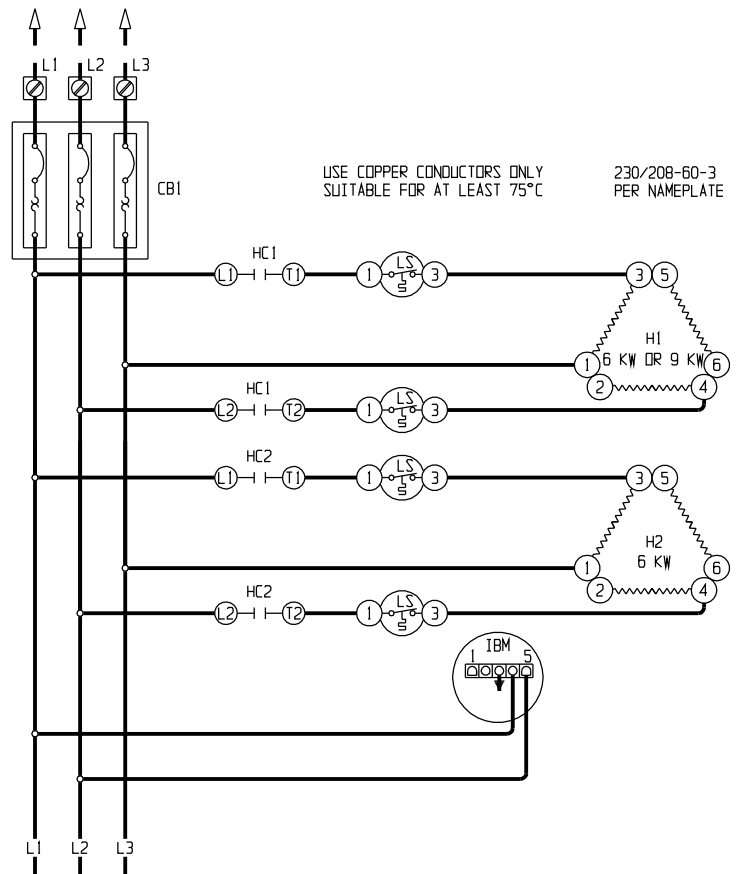 L1 L2 L3
CB1
USE COPPER CONDUCTORS ONLY
SUITABLE FOR AT LEAST 75°C
230/208-60-3
PER NAMEPLATE
HC1
L1 T1 1 LS 3 3 5
H1
6 KW OR 9 KW
1 6
2 4
HC1
L2 T2 1 LS 3
HC2
L1 T1 1 LS 3 3 5
H2
6 KW
1 6
2 4
HC2
L2 T2 1 LS 3
IBM
1 5
L1 L2 L3